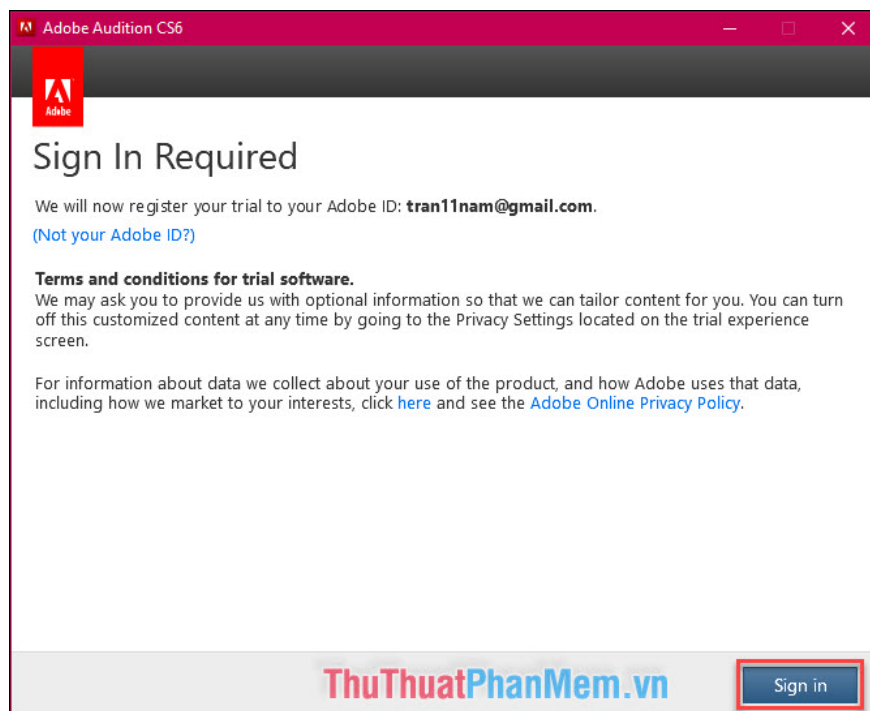 Adobe Audition CS6
Adobe
Sign In Required
We will now register your trial to your Adobe ID: tran11nam@gmail.com.
(Not your Adobe ID?)
Terms and conditions for trial software.
We may ask you to provide us with optional information so that we can tailor content for you. You can turn
off this customized content at any time by going to the Privacy Settings located on the trial experience
screen.
For information about data we collect about your use of the product, and how Adobe uses that data,
including how we market to your interests, click here and see the Adobe Online Privacy Policy.
ThuThuatPhanMem.vn
Sign in